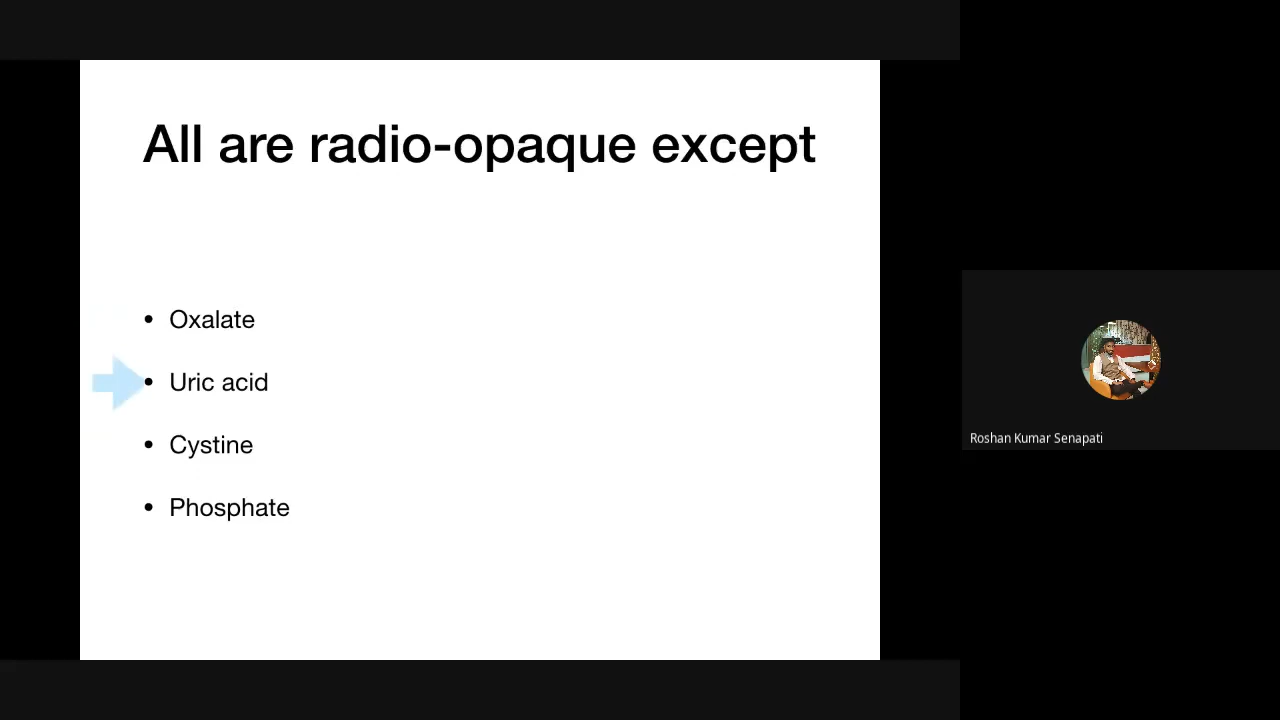 All are radio-opaque except
• Oxalate
• Uric acid
• Cystine
• Phosphate
Roshan Kumar Senapati